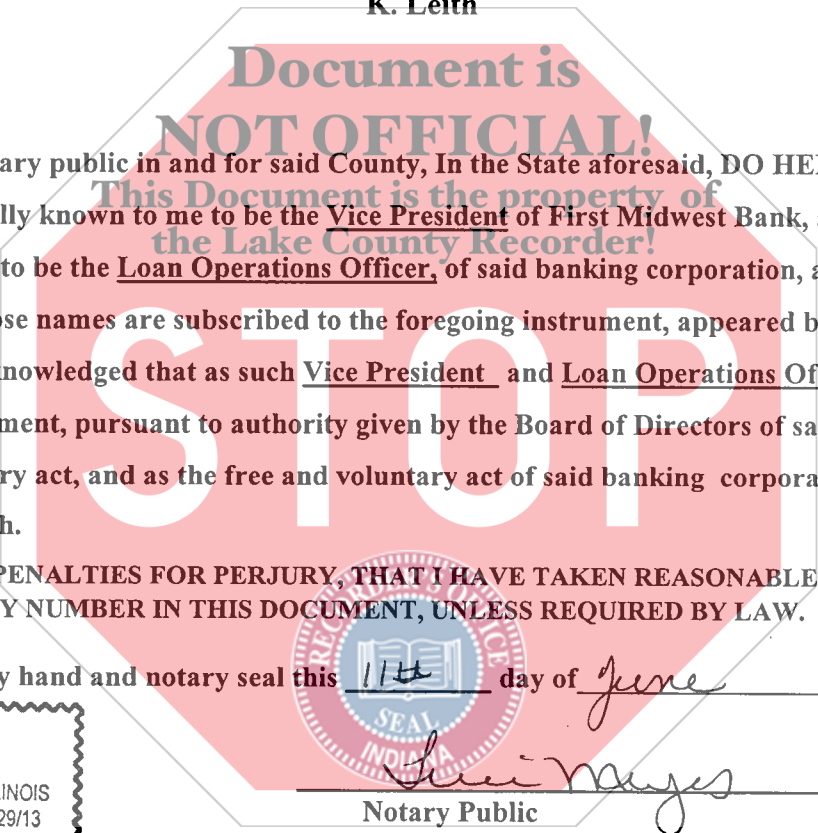 K. Leith
Document is
NOT OFFICIAL!
ary public in and for said County, In the State aforesaid, DO HE
This Document is the property of
lly known to me to be the Vice President of First Midwest Bank,
the Lake County Recorder!
to be the Loan Operations Officer, of said banking corporation, a
ose names are subscribed to the foregoing instrument, appeared b
nowledged that as such Vice President and Loan Operations Of
STOP
ment, pursuant to authority given by the Board of Directors of sa
ry act, and as the free and voluntary act of said banking corpora
h.
PENALTIES FOR PERJURY, THAT I HAVE TAKEN REASONABLE
Y NUMBER IN THIS DOCUMENT, UNLESS REQUIRED BY LAW.
RECORDER'S OFFICE
y hand and notary seal this 11th day of June
SEAL
INDIANA
INOIS
29/13
Notary Public